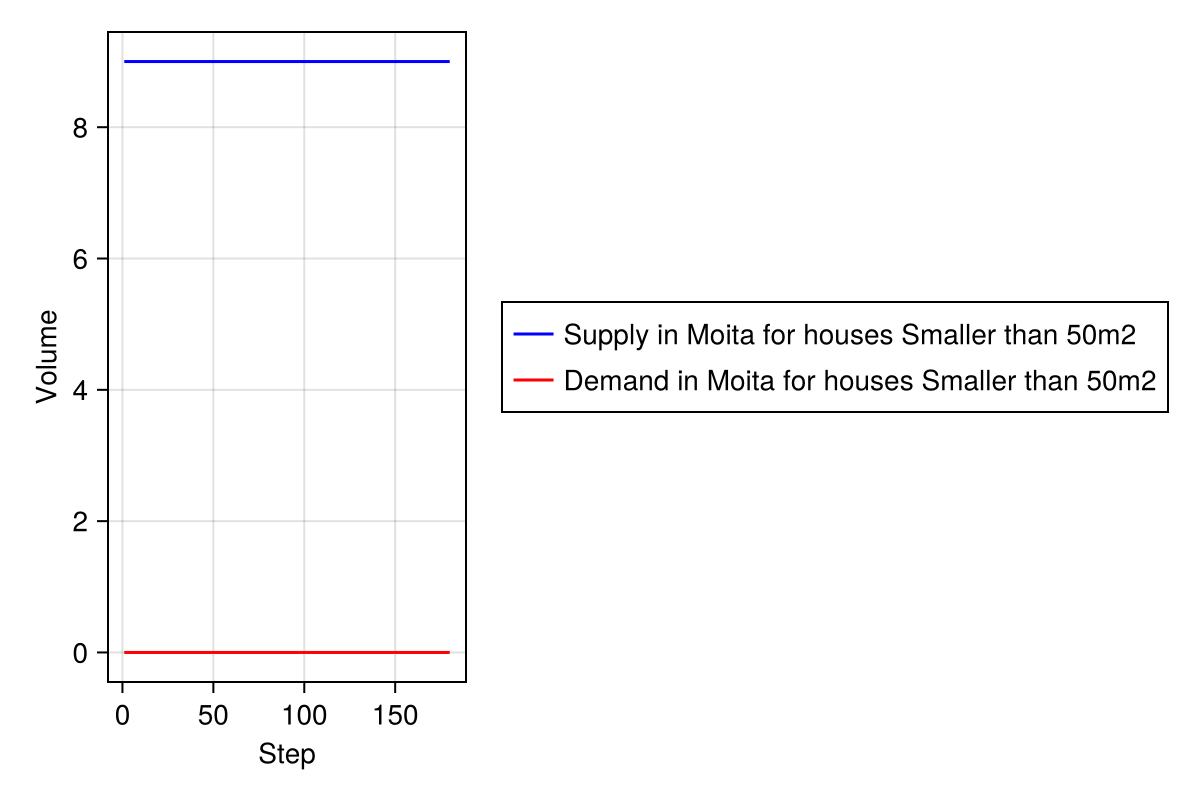 8
6
4
2
0
Volume
0 50 100 150
Step
Supply in Moita for houses Smaller than 50m2
Demand in Moita for houses Smaller than 50m2